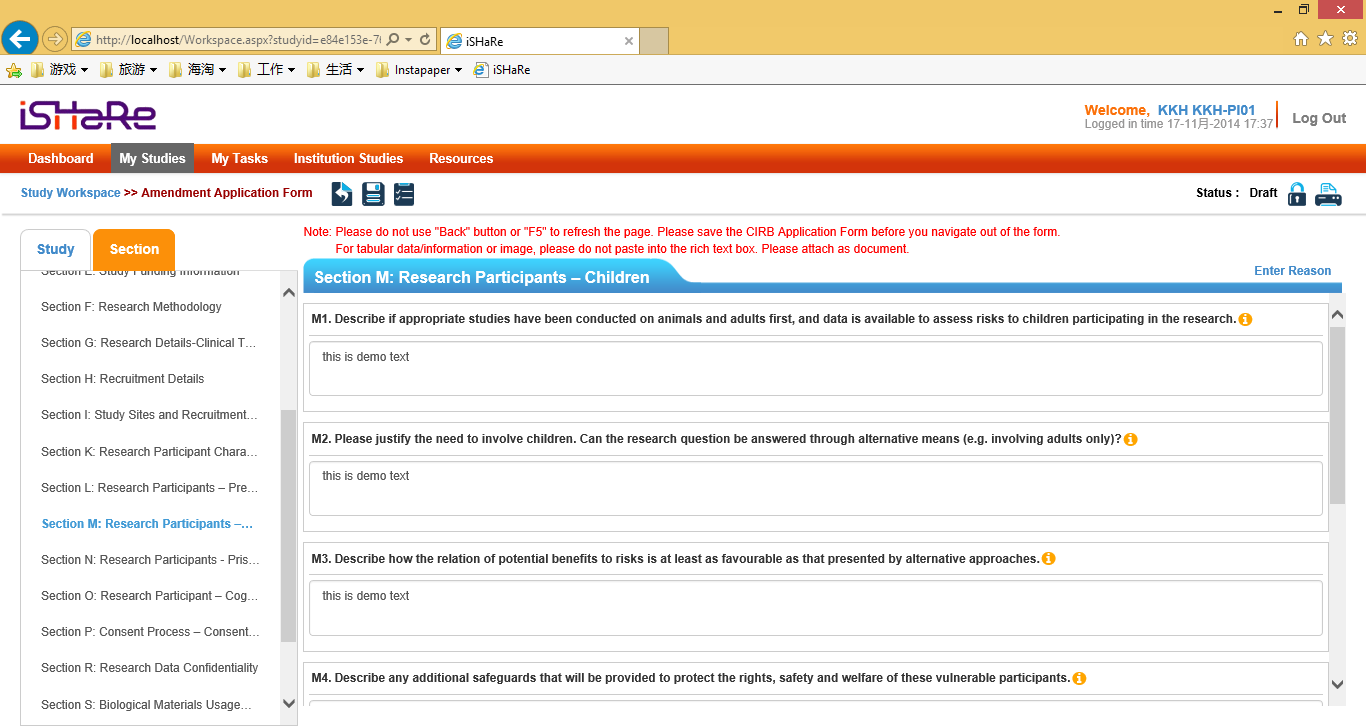 http://localhost/Workspace.aspx?studyid=e84e153e-7
iSHaRe
游戏 旅游 海淘 工作 生活 Instapaper iSHaRe
iSHaRe
Welcome, KKH KKH-PI01
Logged in time 17-11月-2014 17:37
Log Out
Dashboard My Studies My Tasks Institution Studies Resources
Study Workspace >> Amendment Application Form
Status : Draft
Study Section
Note: Please do not use "Back" button or "F5" to refresh the page. Please save the CIRB Application Form before you navigate out of the form.
For tabular data/information or image, please do not paste into the rich text box. Please attach as document.
Section E: Study Funding Information
Section F: Research Methodology
Section G: Research Details-Clinical T...
Section H: Recruitment Details
Section I: Study Sites and Recruitment...
Section K: Research Participant Chara...
Section L: Research Participants – Pre...
Section M: Research Participants –...
Section N: Research Participants - Pris...
Section O: Research Participant – Cog...
Section P: Consent Process – Consent...
Section R: Research Data Confidentiality
Section S: Biological Materials Usage...
Section M: Research Participants – Children
Enter Reason
M1. Describe if appropriate studies have been conducted on animals and adults first, and data is available to assess risks to children participating in the research.
this is demo text
M2. Please justify the need to involve children. Can the research question be answered through alternative means (e.g. involving adults only)?
this is demo text
M3. Describe how the relation of potential benefits to risks is at least as favourable as that presented by alternative approaches.
this is demo text
M4. Describe any additional safeguards that will be provided to protect the rights, safety and welfare of these vulnerable participants.